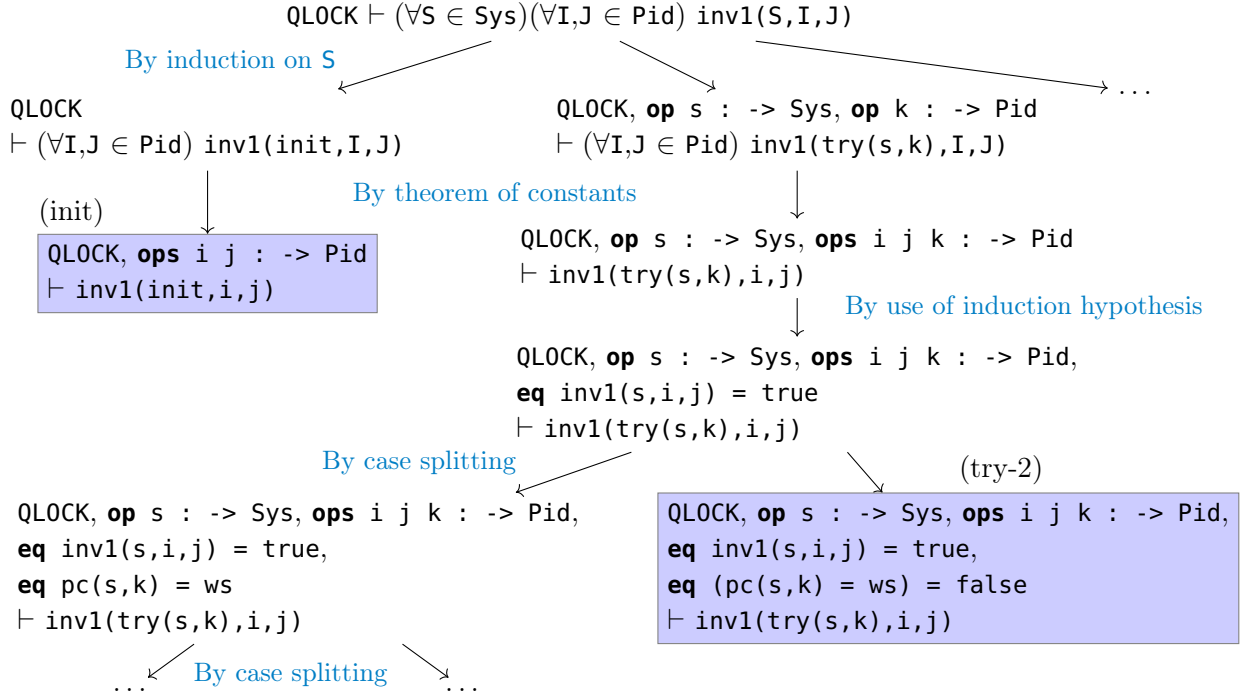 QLOCK ⊢ (∀S ∈ Sys)(∀I,J ∈ Pid) inv1(S,I,J)
By induction on S
...
QLOCK
⊢ (∀I,J ∈ Pid) inv1(init,I,J)
QLOCK, op s : -> Sys, op k : -> Pid
⊢ (∀I,J ∈ Pid) inv1(try(s,k),I,J)
By theorem of constants
(init)
QLOCK, ops i j : -> Pid
⊢ inv1(init,i,j)
QLOCK, op s : -> Sys, ops i j k : -> Pid
⊢ inv1(try(s,k),i,j)
By use of induction hypothesis
QLOCK, op s : -> Sys, ops i j k : -> Pid,
eq inv1(s,i,j) = true
⊢ inv1(try(s,k),i,j)
By case splitting
(try-2)
QLOCK, op s : -> Sys, ops i j k : -> Pid,
eq inv1(s,i,j) = true,
eq pc(s,k) = ws
⊢ inv1(try(s,k),i,j)
QLOCK, op s : -> Sys, ops i j k : -> Pid,
eq inv1(s,i,j) = true,
eq (pc(s,k) = ws) = false
⊢ inv1(try(s,k),i,j)
By case splitting
...
...